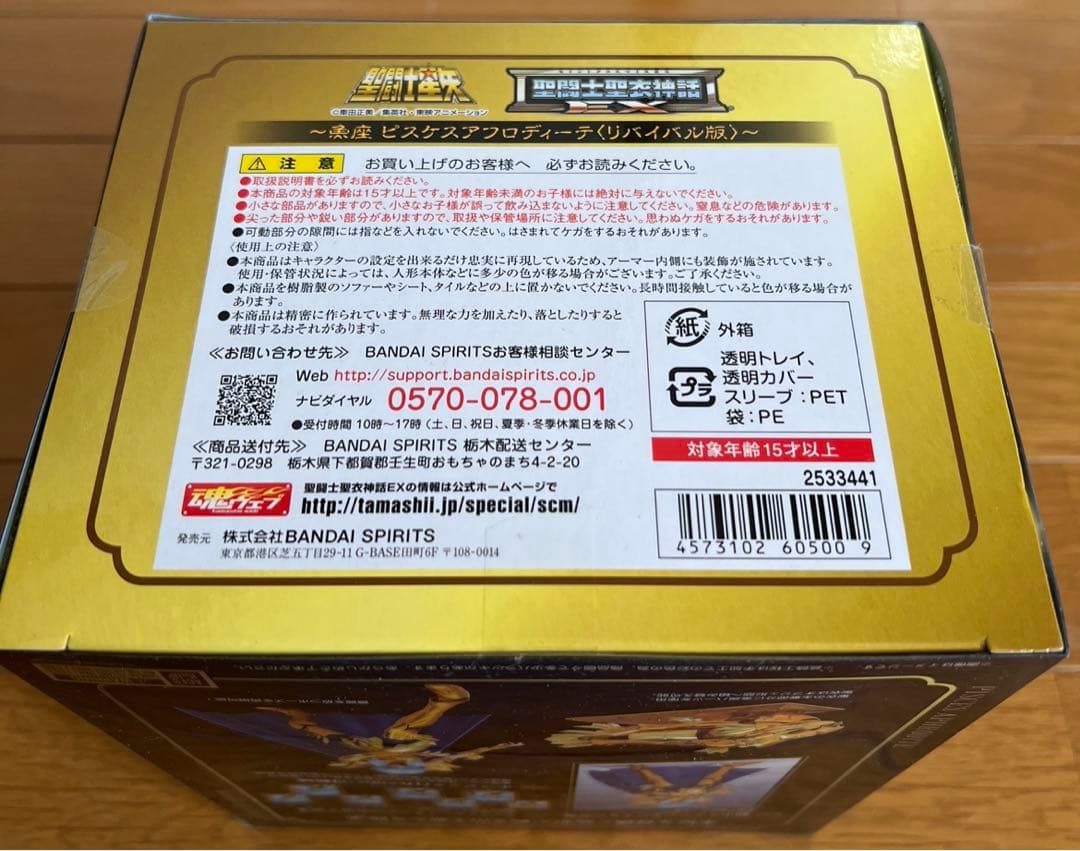 聖闘士星矢
聖闘士聖衣神話
EX
©車田正美/集英社・東映アニメーション
～魚座 ピスケスアフロディーテ〈リバイバル版〉～
注 意 お買い上げのお客様へ 必ずお読みください。
●取扱説明書を必ずお読みください。
●本商品の対象年齢は15才以上です。対象年齢未満のお子様には絶対に与えないでください。
●小さな部品がありますので、小さなお子様が誤って飲み込まないように注意してください。窒息などの危険があります。
●尖った部分や鋭い部分がありますので、取扱や保管場所に注意してください。思わぬケガをするおそれがあります。
●可動部分の隙間には指などを入れないでください。はさまれてケガをするおそれがあります。
〈使用上の注意〉
●本商品はキャラクターの設定を出来るだけ忠実に再現しているため、アーマー内側にも装飾が施されています。
使用・保管状況によっては、人形本体などに多少の色が移る場合がございます。ご了承ください。
●本商品を樹脂製のソファーやシート、タイルなどの上に置かないでください。長時間接触していると色が移る場合が
あります。
●本商品は精密に作られています。無理な力を加えたり、落としたりすると
破損するおそれがあります。
≪お問い合わせ先≫ BANDAI SPIRITSお客様相談センター
Web http://support.bandaispirits.co.jp
ナビダイヤル 0570-078-001
●受付時間 10時～17時(土、日、祝日、夏季・冬季休業日を除く)
≪商品送付先≫ BANDAI SPIRITS 栃木配送センター
〒321-0298 栃木県下都賀郡壬生町おもちゃのまち4-2-20
魂ウェブ
聖闘士聖衣神話EXの情報は公式ホームページで
http://tamashii.jp/special/scm/
発売元 株式会社BANDAI SPIRITS
東京都港区芝五丁目29-11 G-BASE田町6F 〒108-0014
紙 外箱
プラ
透明トレイ、
透明カバー
スリーブ:PET
袋:PE
対象年齢15才以上
2533441
4573102 60500 9